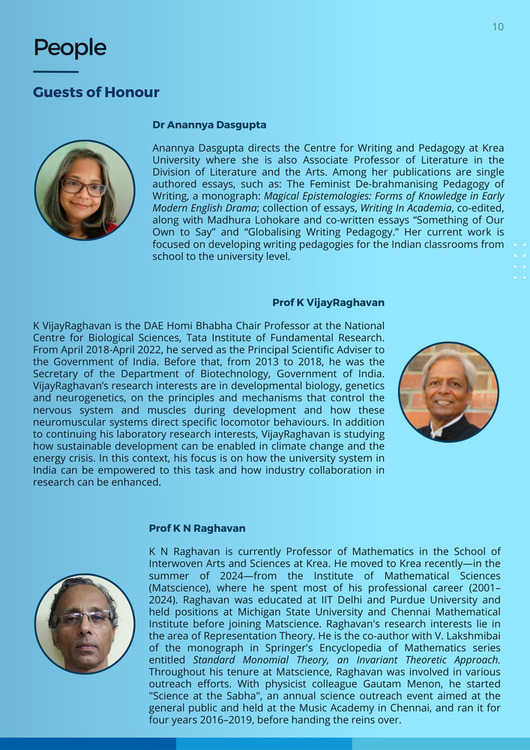 10
People
Guests of Honour
Dr Anannya Dasgupta
Anannya Dasgupta directs the Centre for Writing and Pedagogy at Krea
University where she is also Associate Professor of Literature in the
Division of Literature and the Arts. Among her publications are single
authored essays, such as: The Feminist De-brahmanising Pedagogy of
Writing, a monograph: Magical Epistemologies: Forms of Knowledge in Early
Modern English Drama; collection of essays, Writing In Academia, co-edited,
along with Madhura Lohokare and co-written essays “Something of Our
Own to Say” and “Globalising Writing Pedagogy.” Her current work is
focused on developing writing pedagogies for the Indian classrooms from
school to the university level.
Prof K VijayRaghavan
K VijayRaghavan is the DAE Homi Bhabha Chair Professor at the National
Centre for Biological Sciences, Tata Institute of Fundamental Research.
From April 2018-April 2022, he served as the Principal Scientific Adviser to
the Government of India. Before that, from 2013 to 2018, he was the
Secretary of the Department of Biotechnology, Government of India.
VijayRaghavan’s research interests are in developmental biology, genetics
and neurogenetics, on the principles and mechanisms that control the
nervous system and muscles during development and how these
neuromuscular systems direct specific locomotor behaviours. In addition
to continuing his laboratory research interests, VijayRaghavan is studying
how sustainable development can be enabled in climate change and the
energy crisis. In this context, his focus is on how the university system in
India can be empowered to this task and how industry collaboration in
research can be enhanced.
Prof K N Raghavan
K N Raghavan is currently Professor of Mathematics in the School of
Interwoven Arts and Sciences at Krea. He moved to Krea recently—in the
summer of 2024—from the Institute of Mathematical Sciences
(Matscience), where he spent most of his professional career (2001–
2024). Raghavan was educated at IIT Delhi and Purdue University and
held positions at Michigan State University and Chennai Mathematical
Institute before joining Matscience. Raghavan's research interests lie in
the area of Representation Theory. He is the co-author with V. Lakshmibai
of the monograph in Springer's Encyclopedia of Mathematics series
entitled Standard Monomial Theory, an Invariant Theoretic Approach.
Throughout his tenure at Matscience, Raghavan was involved in various
outreach efforts. With physicist colleague Gautam Menon, he started
"Science at the Sabha", an annual science outreach event aimed at the
general public and held at the Music Academy in Chennai, and ran it for
four years 2016–2019, before handing the reins over.